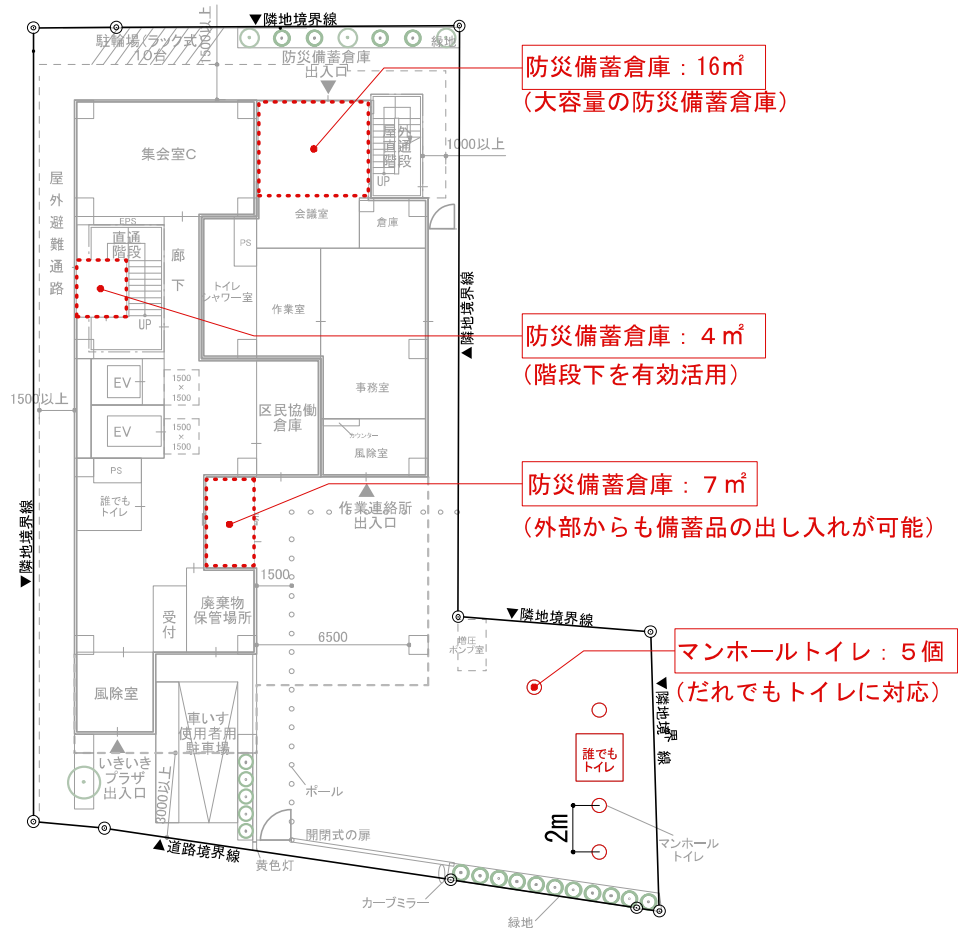 ▼隣地境界線
駐輪場(ラック式)
10台
1500以上
緑地
防災備蓄倉庫
出入口
防災備蓄倉庫：16㎡
(大容量の防災備蓄倉庫)
集会室C
屋外
直通
階段
UP
1000以上
屋外避難通路
会議室
倉庫
EPS
直通
階段
廊下
PS
トイレ
シャワー室
作業室
▼隣地境界線
UP
防災備蓄倉庫：４㎡
(階段下を有効活用)
EV
1500
×
1500
1500以上
EV
1500
×
1500
事務室
区民協働
倉庫
カウンター
風除室
PS
誰でも
トイレ
防災備蓄倉庫：７㎡
(外部からも備蓄品の出し入れが可能)
作業連絡所
出入口
▼隣地境界線
1500
廃棄物
保管場所
受付
6500
▼隣地境界線
増圧
ポンプ室
マンホールトイレ：５個
(だれでもトイレに対応)
▼隣地境界線
風除室
車いす
使用者用
駐車場
誰でも
トイレ
いきいき
プラザ
出入口
3000以上
ポール
2m
開閉式の扉
マンホール
トイレ
▲道路境界線
黄色灯
カーブミラー
緑地